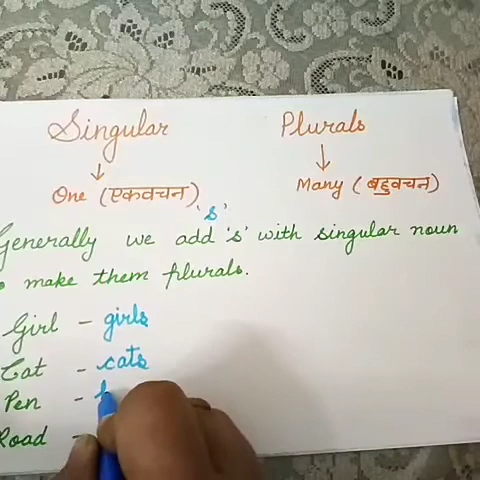 Singular Plurals
One (एकवचन) Many (बहुवचन)
's'
Generally we add 's' with singular noun
make them plurals.
Girl - girls
Cat - cats
Pen -
Road -